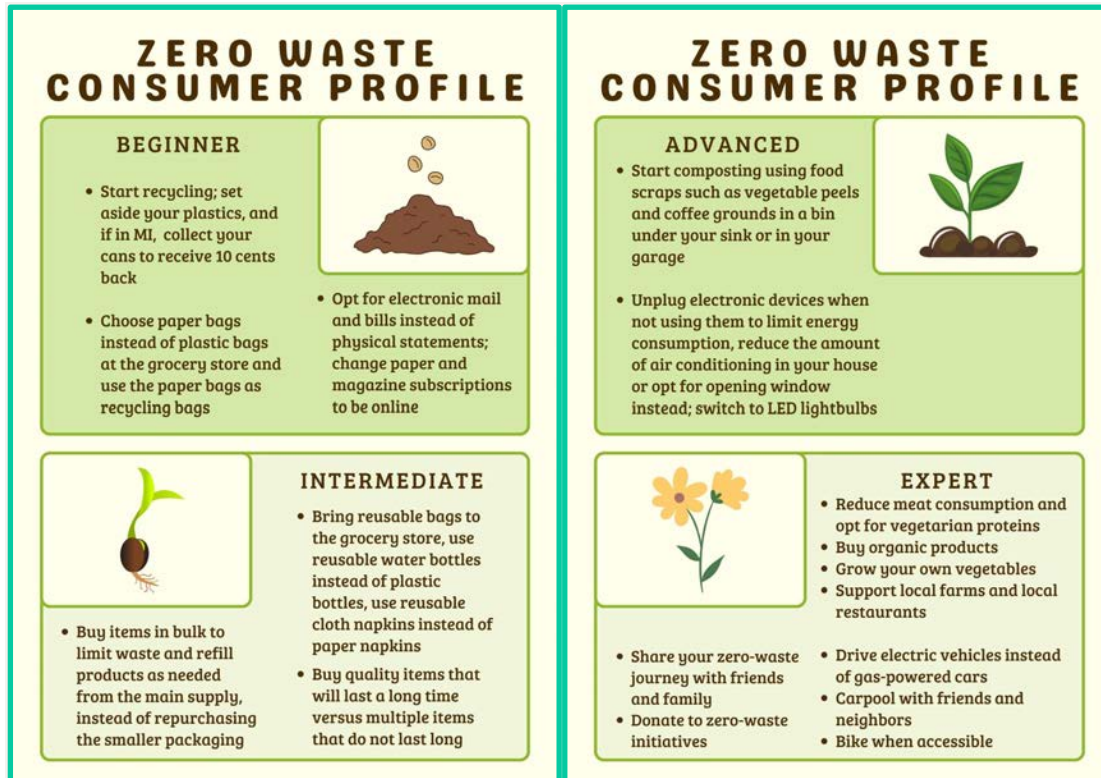 ZERO WASTE
CONSUMER PROFILE
BEGINNER
• Start recycling; set
aside your plastics, and
if in MI, collect your
cans to receive 10 cents
back
• Choose paper bags
instead of plastic bags
at the grocery store and
use the paper bags as
recycling bags
• Opt for electronic mail
and bills instead of
physical statements;
change paper and
magazine subscriptions
to be online
INTERMEDIATE
• Buy items in bulk to
limit waste and refill
products as needed
from the main supply,
instead of repurchasing
the smaller packaging
• Bring reusable bags to
the grocery store, use
reusable water bottles
instead of plastic
bottles, use reusable
cloth napkins instead of
paper napkins
• Buy quality items that
will last a long time
versus multiple items
that do not last long
ZERO WASTE
CONSUMER PROFILE
ADVANCED
• Start composting using food
scraps such as vegetable peels
and coffee grounds in a bin
under your sink or in your
garage
• Unplug electronic devices when
not using them to limit energy
consumption, reduce the amount
of air conditioning in your house
or opt for opening window
instead; switch to LED lightbulbs
EXPERT
• Reduce meat consumption and
opt for vegetarian proteins
• Buy organic products
• Grow your own vegetables
• Support local farms and local
restaurants
• Share your zero-waste
journey with friends
and family
• Donate to zero-waste
initiatives
• Drive electric vehicles instead
of gas-powered cars
• Carpool with friends and
neighbors
• Bike when accessible